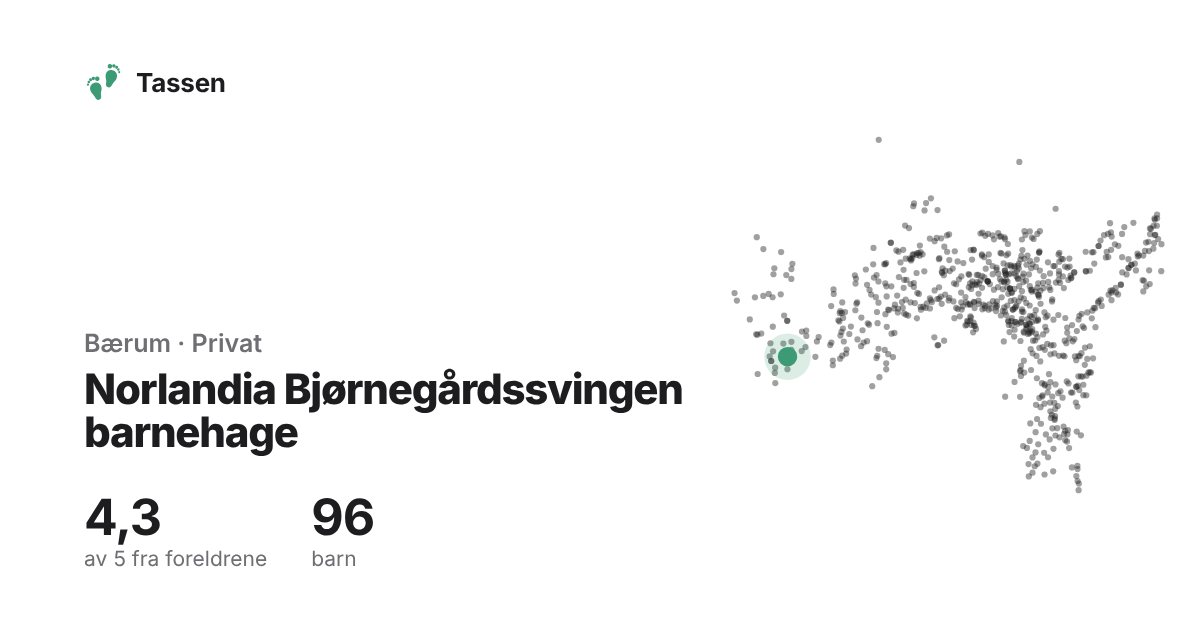 Tassen
Bærum · Privat
Norlandia Bjørnegårdssvingen
barnehage
4,3 96
av 5 fra foreldrene barn